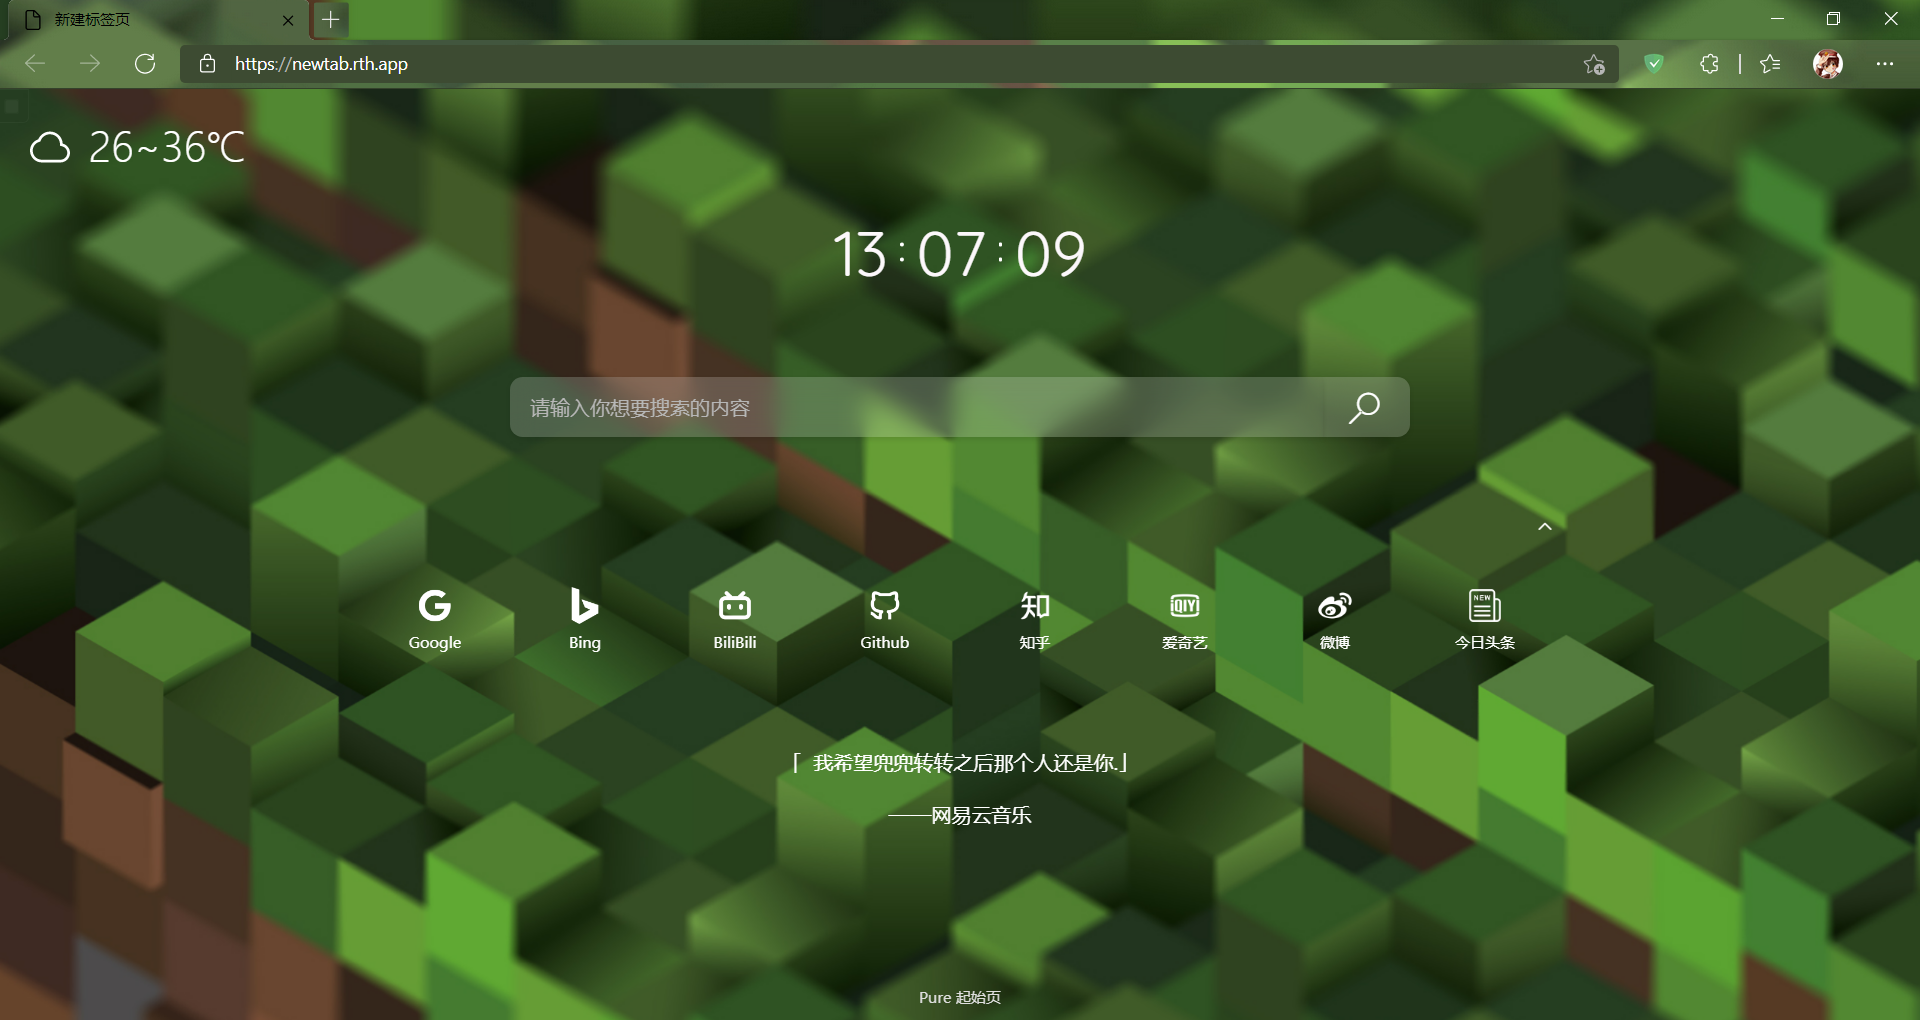 新建标签页
https://newtab.rth.app
26~36℃
13:07:09
请输入你想要搜索的内容
Google
Bing
BiliBili
Github
知
知乎
iQIYI
爱奇艺
微博
NEW
今日头条
「 我希望兜兜转转之后那个人还是你.」
——网易云音乐
Pure 起始页